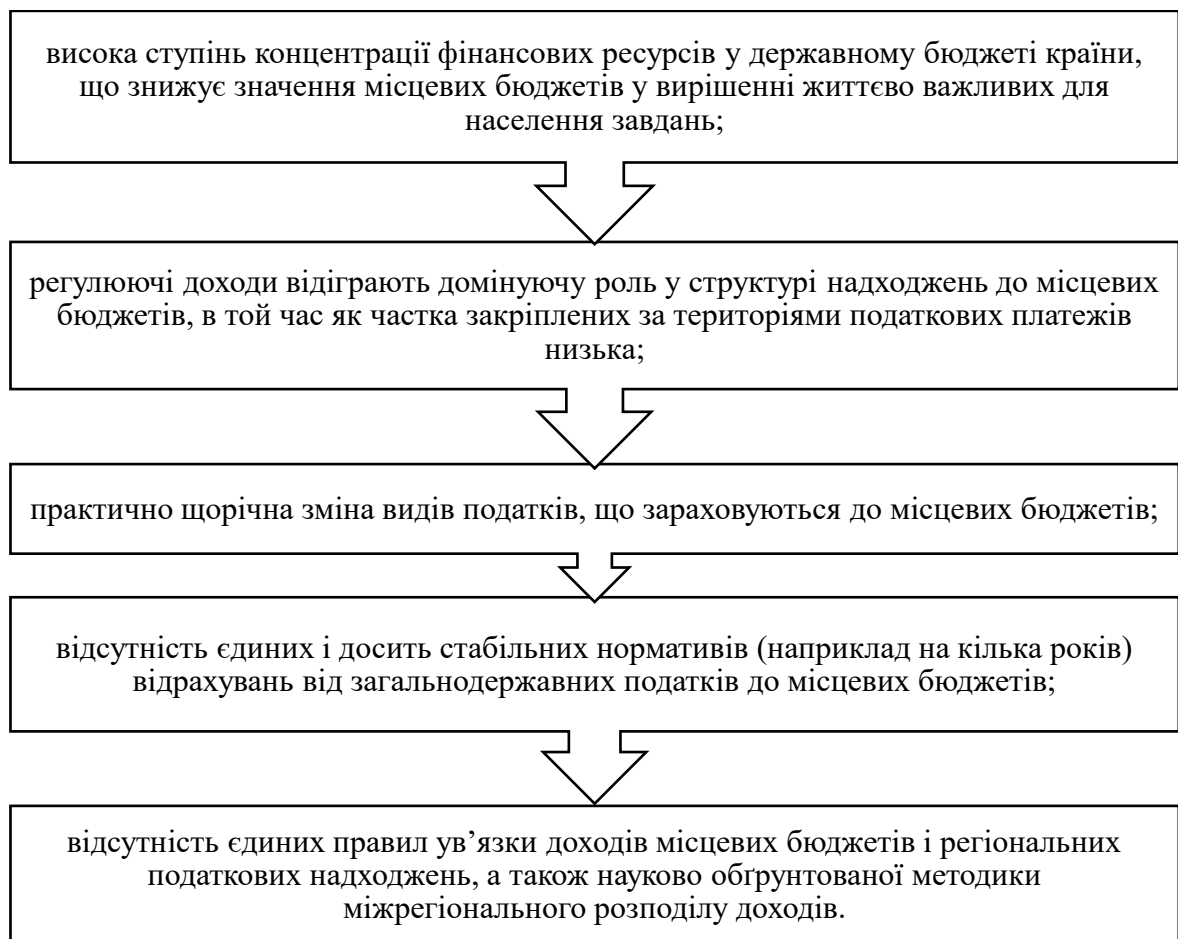 висока ступінь концентрації фінансових ресурсів у державному бюджеті країни,
що знижує значення місцевих бюджетів у вирішенні життєво важливих для
населення завдань;
регулюючі доходи відіграють домінуючу роль у структурі надходжень до місцевих
бюджетів, в той час як частка закріплених за територіями податкових платежів
низька;
практично щорічна зміна видів податків, що зараховуються до місцевих бюджетів;
відсутність єдиних і досить стабільних нормативів (наприклад на кілька років)
відрахувань від загальнодержавних податків до місцевих бюджетів;
відсутність єдиних правил ув’язки доходів місцевих бюджетів і регіональних
податкових надходжень, а також науково обґрунтованої методики
міжрегіонального розподілу доходів.